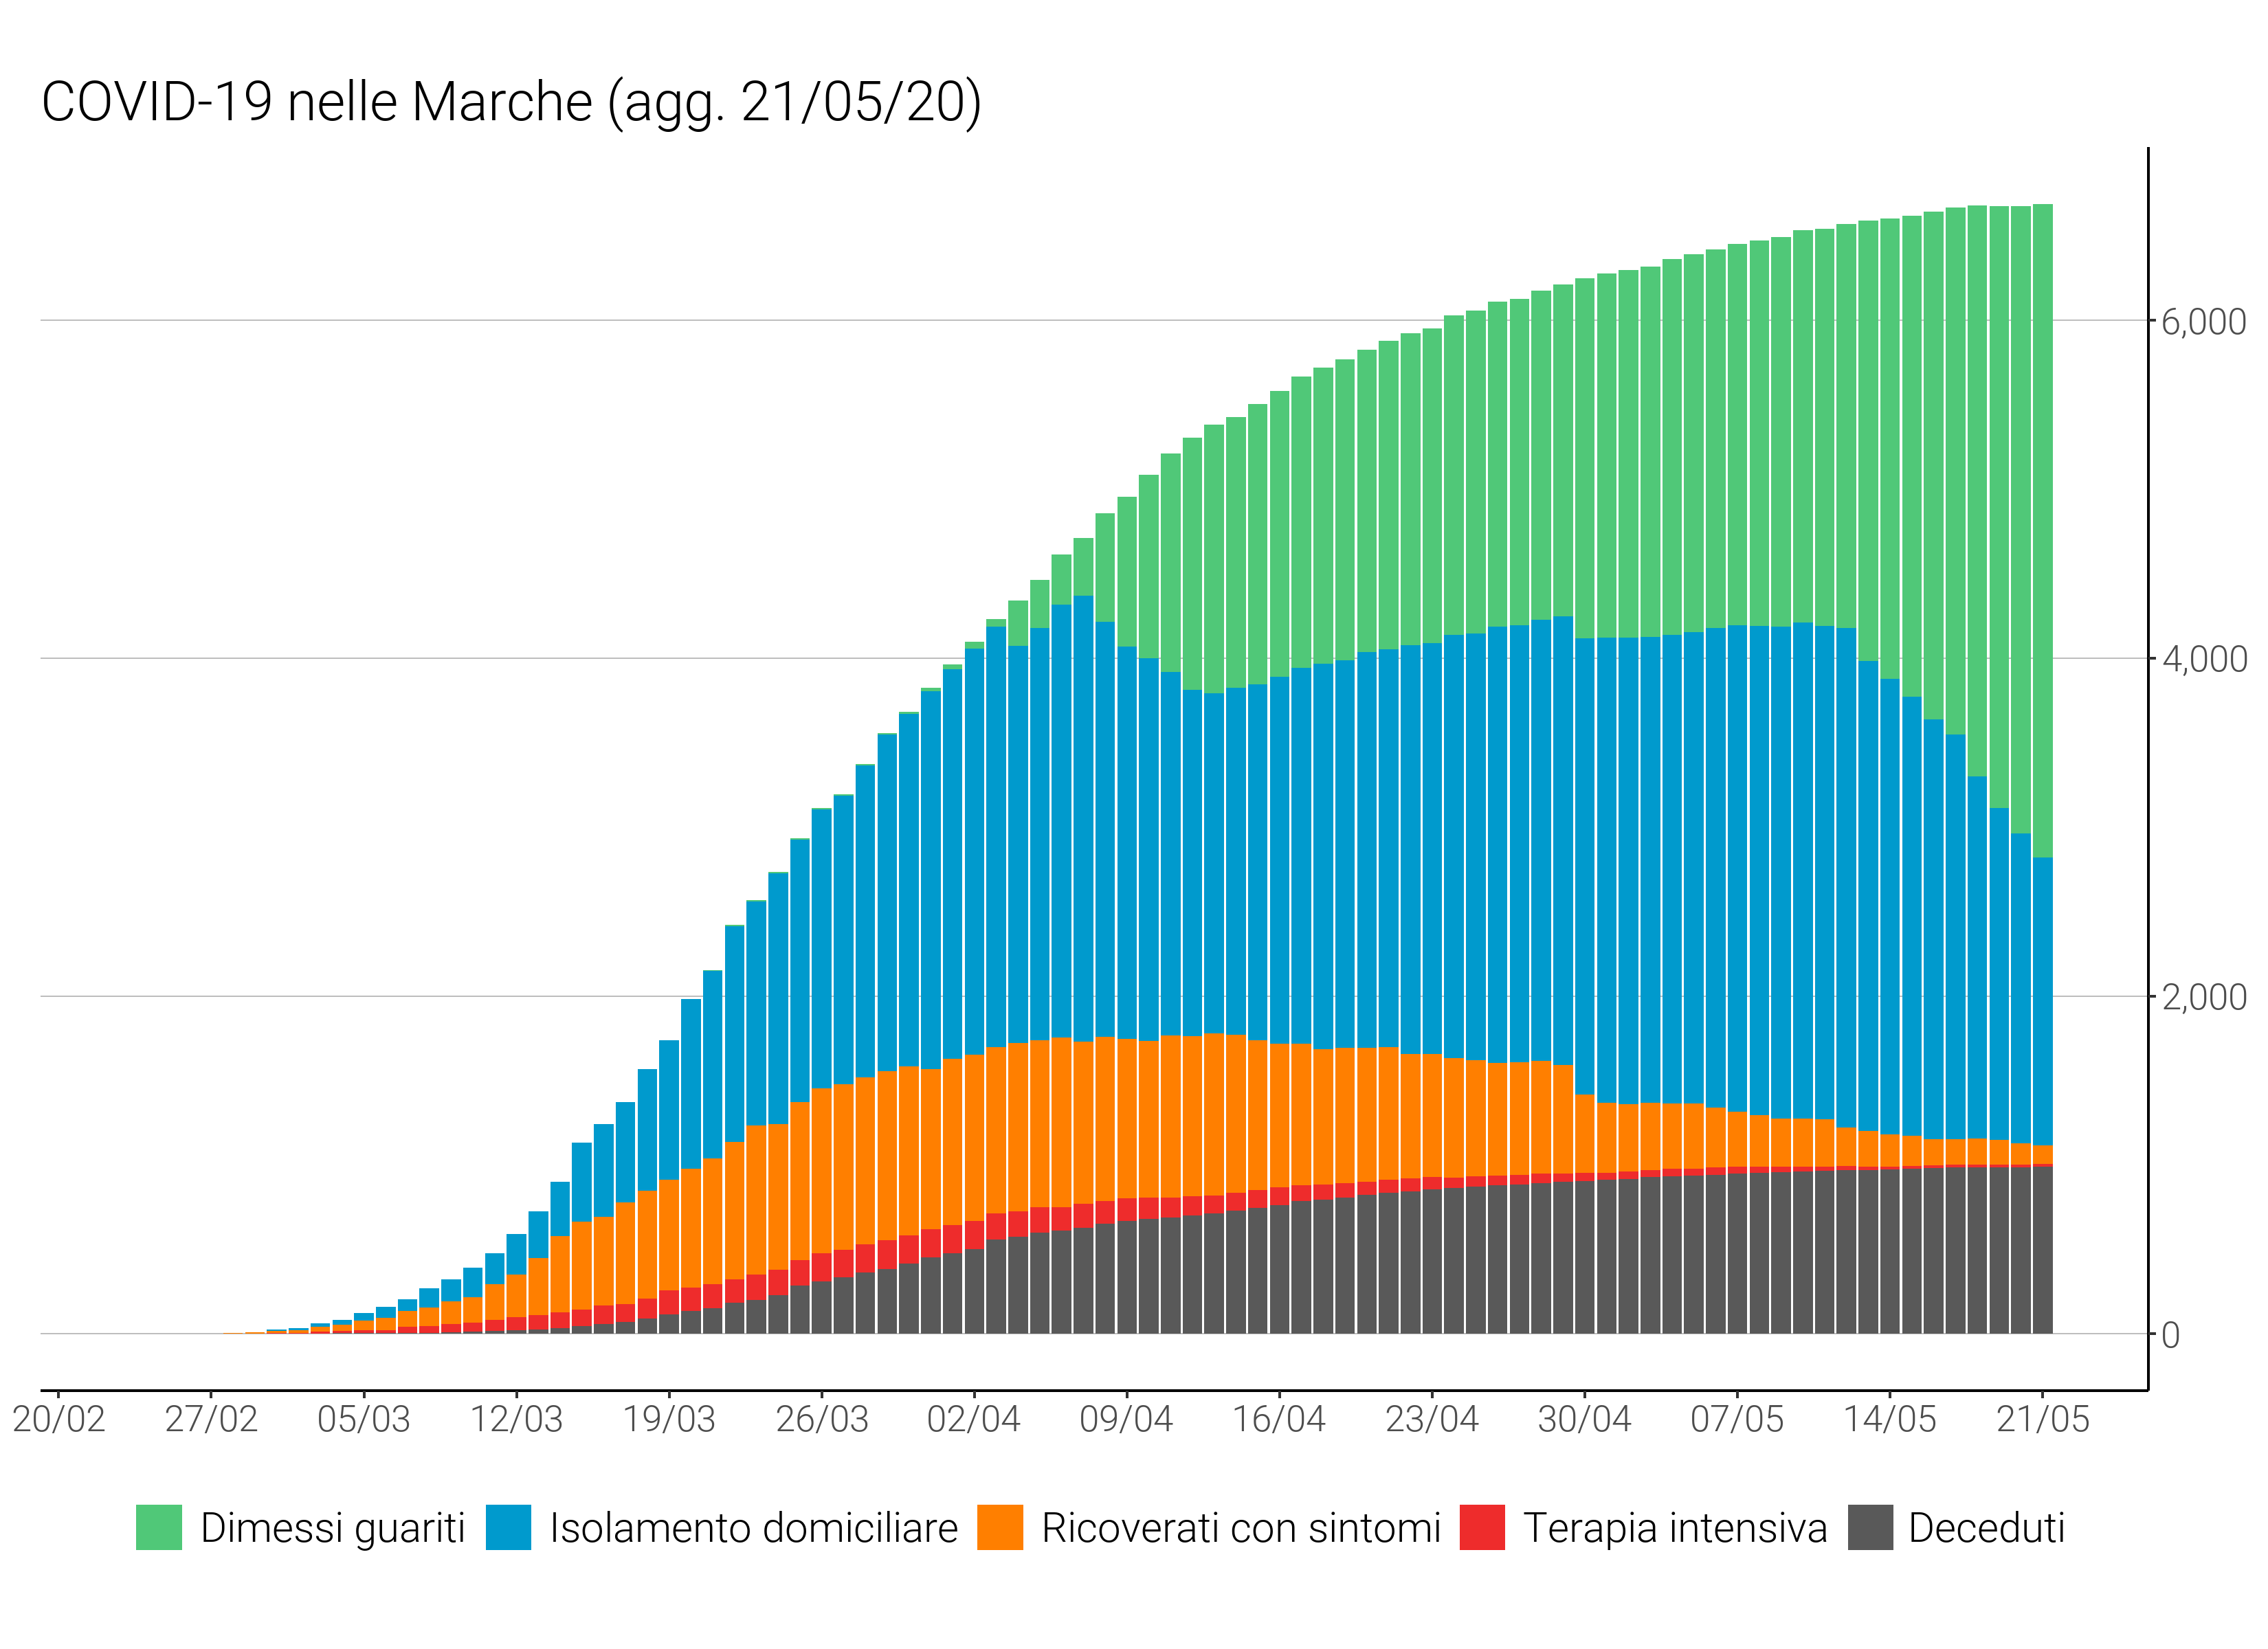 COVID-19 nelle Marche (agg. 21/05/20)
6,000
4,000
2,000
0
20/02 27/02 05/03 12/03 19/03 26/03 02/04 09/04 16/04 23/04 30/04 07/05 14/05 21/05
Dimessi guariti Isolamento domiciliare Ricoverati con sintomi Terapia intensiva Deceduti